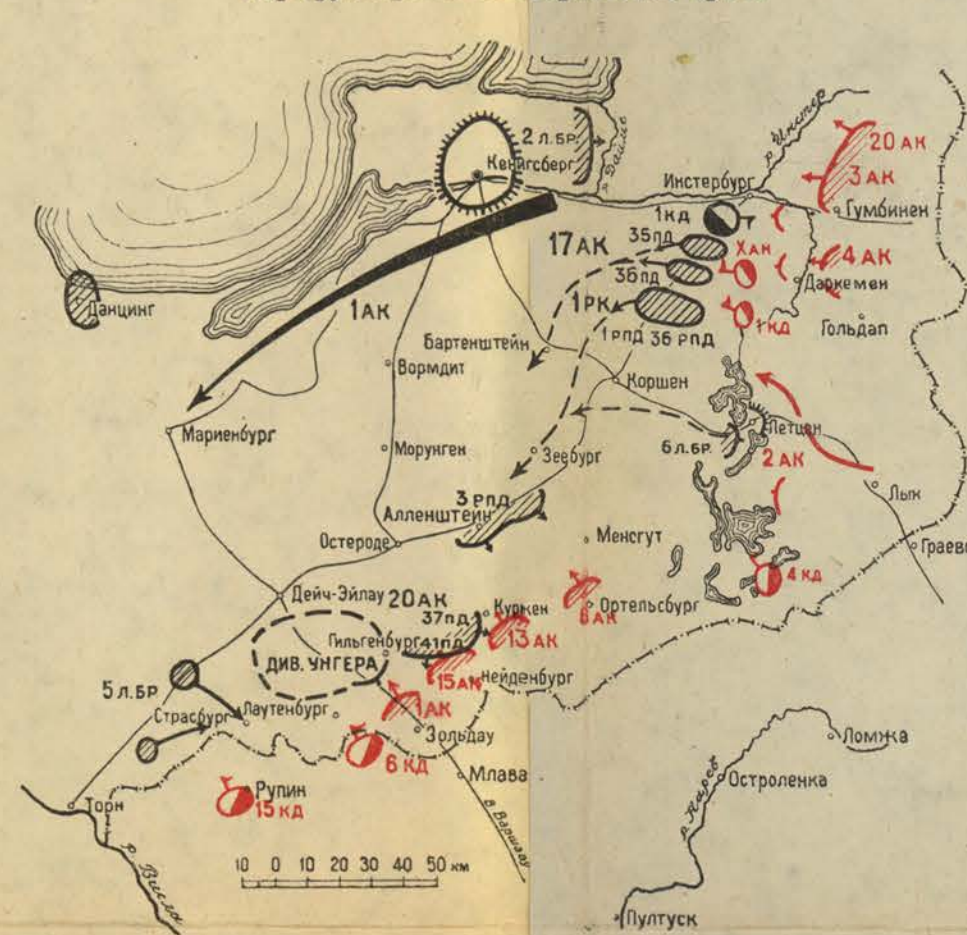 2 л. БР
Кенигсберг
р. Дайме
р. Инстер
20 АК
3 АК
Инстербург
Гумбинен
1 кд
35 пд
17 АК
Хан
4 АК
36 пд
Даркемен
1 РК
1 кд
Гольдап
1 рпд 36 рпд
Данцинг
1 АК
Бартенштейн
Вормдит
Коршен
Мариенбург
Летцен
Морунген
Зеебург
6 л. БР.
2 АК
Лык
3 рпд
Алленштейн
Остероде
Менсгут
Граево
4 кд
Дейч-Эйлау
20 АК
Куркен
6 АК
Ортельсбург
37 пд
13 АК
Гильгенбург
41 пд
ДИВ. УНГЕРА
15 АК
Нейденбург
5 л. БР
1 АК
Страсбург
Лаутенбург
Зольдау
6 кд
Ломжа
Млава
Остроленка
Торн
Рупин
15 кд
р. Нарев
в Варшаву
10 0 10 20 30 40 50 км
р. Висла
Пултуск